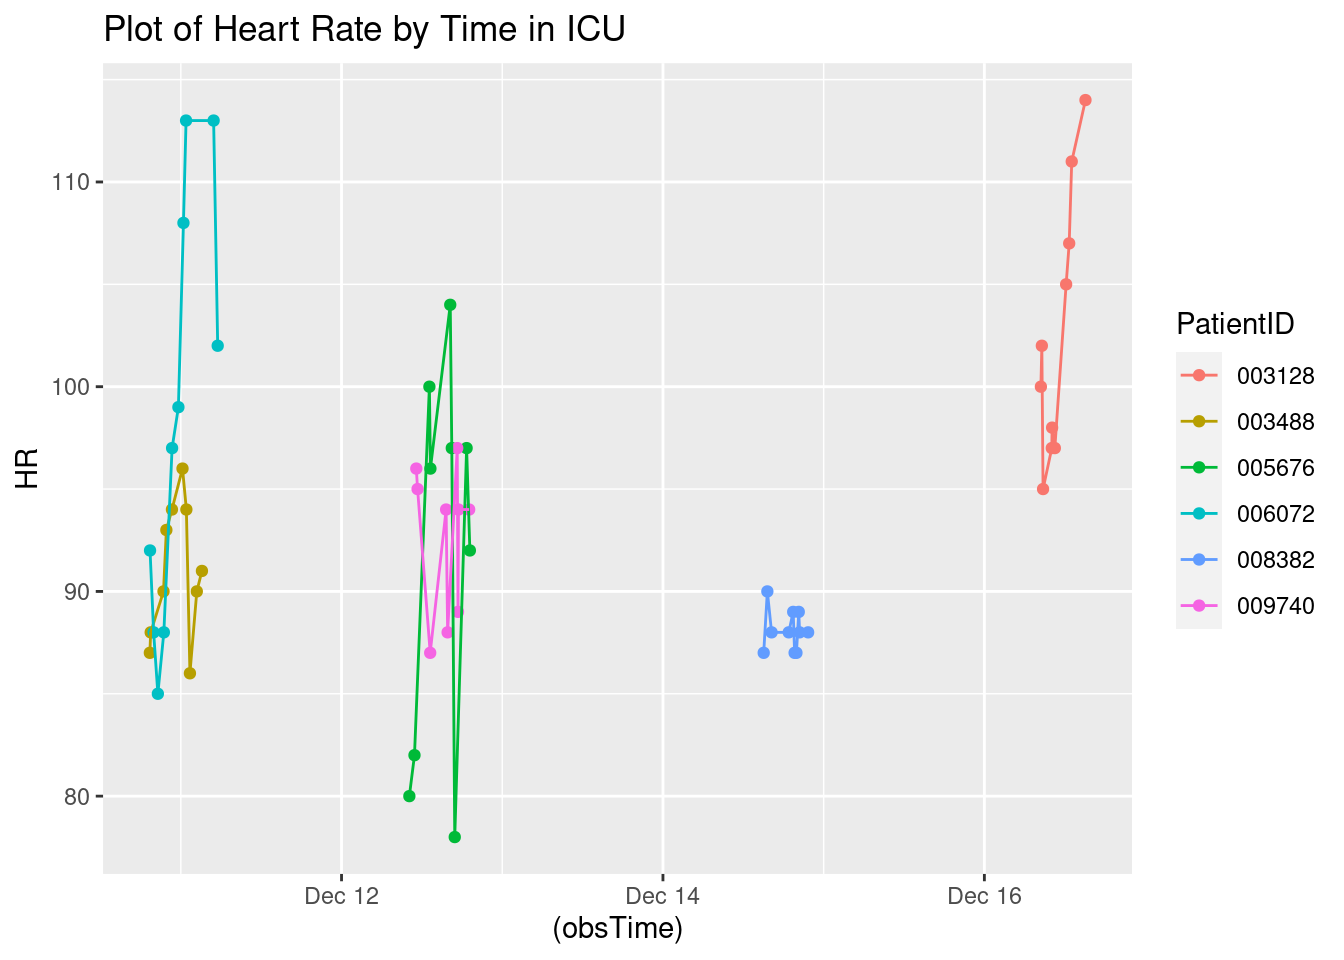 Plot of Heart Rate by Time in ICU
HR
110
100
90
80
Dec 12
Dec 14
Dec 16
(obsTime)
PatientID
003128
003488
005676
006072
008382
009740